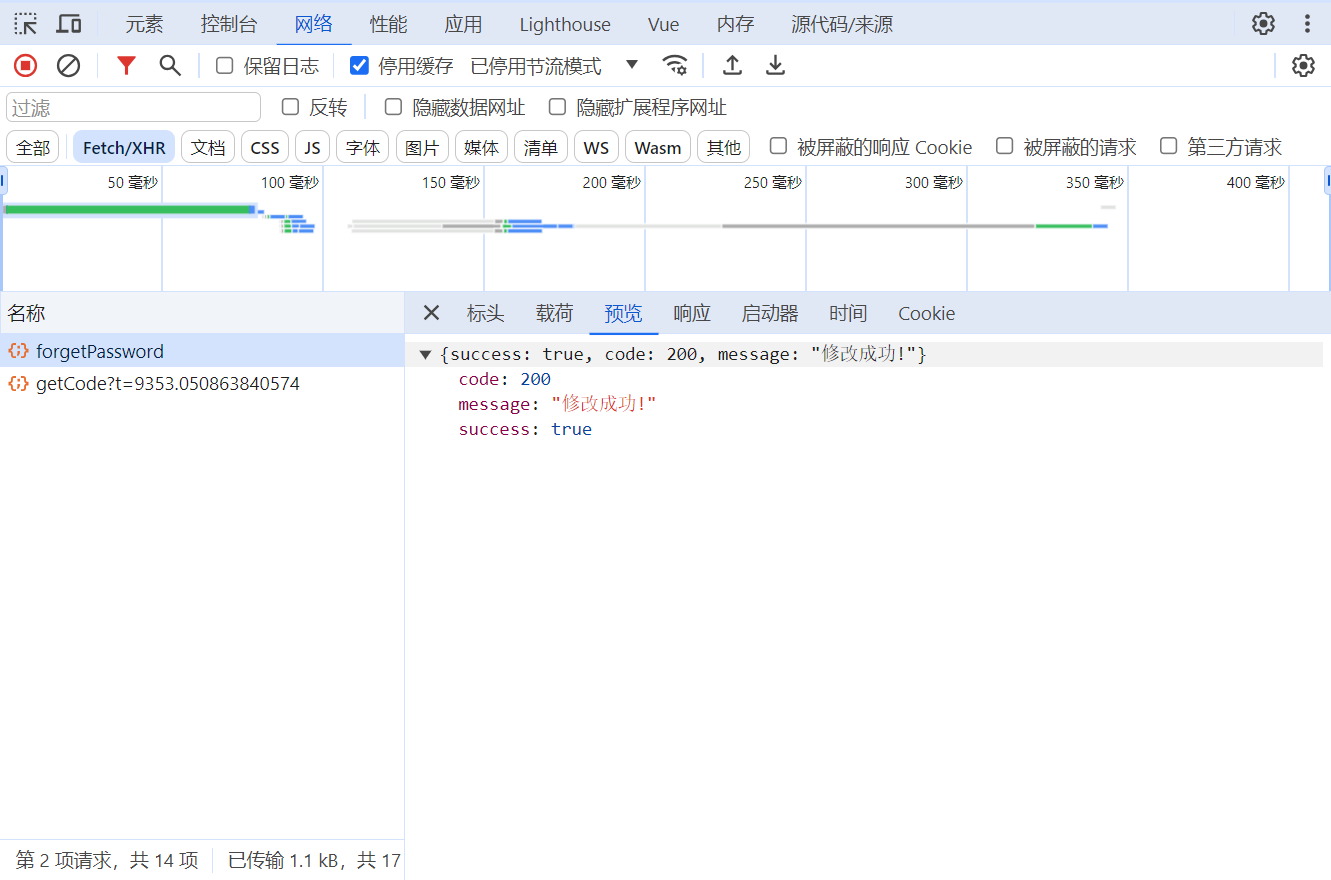 元素 控制台 网络 性能 应用 Lighthouse Vue 内存 源代码/来源
保留日志 停用缓存 已停用节流模式
过滤 反转 隐藏数据网址 隐藏扩展程序网址
全部 Fetch/XHR 文档 CSS JS 字体 图片 媒体 清单 WS Wasm 其他 被屏蔽的响应 Cookie 被屏蔽的请求 第三方请求
50 毫秒 100 毫秒 150 毫秒 200 毫秒 250 毫秒 300 毫秒 350 毫秒 400 毫秒
名称
forgetPassword
getCode?t=9353.050863840574
标头 载荷 预览 响应 启动器 时间 Cookie
{success: true, code: 200, message: "修改成功!"}
code: 200
message: "修改成功!"
success: true
第 2 项请求，共 14 项 已传输 1.1 kB，共 17